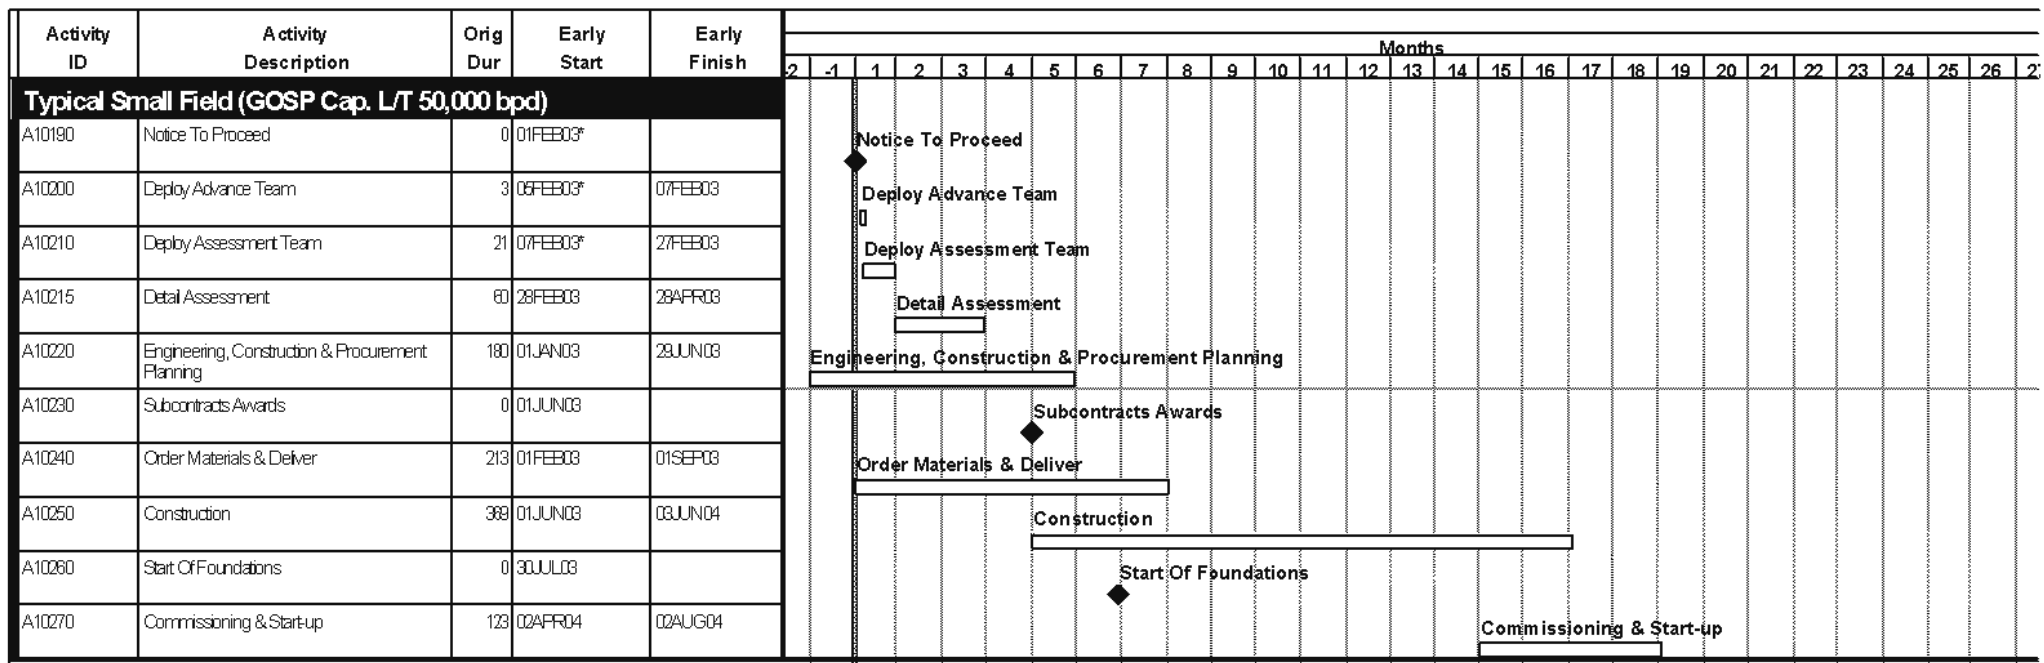 Activity ID Activity Description Orig Dur Early Start Early Finish
Months
-2 -1 1 2 3 4 5 6 7 8 9 10 11 12 13 14 15 16 17 18 19 20 21 22 23 24 25 26
Typical Small Field (GOSP Cap. L/T 50,000 bpd)
A10190 Notice To Proceed 0 01FEB03*
Notice To Proceed
A10200 Deploy Advance Team 3 05FEB03* 07FEB03
Deploy Advance Team
A10210 Deploy Assessment Team 21 07FEB03* 27FEB03
Deploy Assessment Team
A10215 Detail Assessment 60 28FEB03 28APR03
Detail Assessment
A10220 Engineering, Construction & Procurement Planning 180 01JAN03 29JUN03
Engineering, Construction & Procurement Planning
A10230 Subcontracts Awards 0 01JUN03
Subcontracts Awards
A10240 Order Materials & Deliver 213 01FEB03 01SEP03
Order Materials & Deliver
A10250 Construction 369 01JUN03 03JUN04
Construction
A10260 Start Of Foundations 0 30JUL03
Start Of Foundations
A10270 Commissioning & Start-up 123 02APR04 02AUG04
Commissioning & Start-up